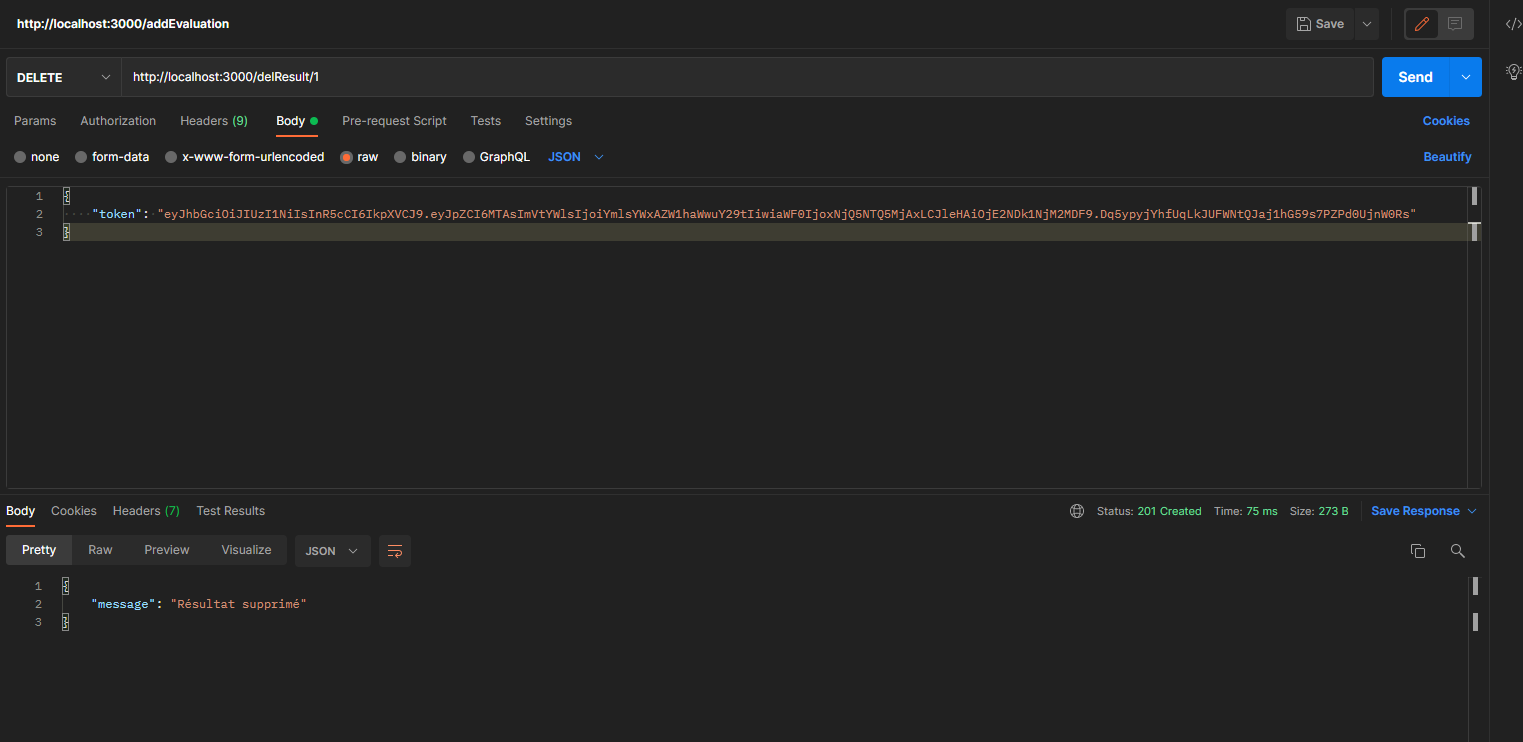 http://localhost:3000/addEvaluation
Save
DELETE
http://localhost:3000/delResult/1
Send
Params Authorization Headers (9) Body Pre-request Script Tests Settings Cookies
none form-data x-www-form-urlencoded raw binary GraphQL JSON Beautify
1 {
2 "token": "eyJhbGciOiJIUzI1NiIsInR5cCI6IkpXVCJ9.eyJpZCI6MTAsImVtYWlsIjoiYmlsYWxAZW1haWwuY29tIiwiaWF0IjoxNjQ5NTQ5MjAxLCJleHAiOjE2NDk1NjM2MDF9.Dq5ypyjYhfUqLkJUFWNtQJaj1hG59s7PZPd0UjnW0Rs"
3 }
Body Cookies Headers (7) Test Results Status: 201 Created Time: 75 ms Size: 273 B Save Response
Pretty Raw Preview Visualize JSON
1 {
2 "message": "Résultat supprimé"
3 }